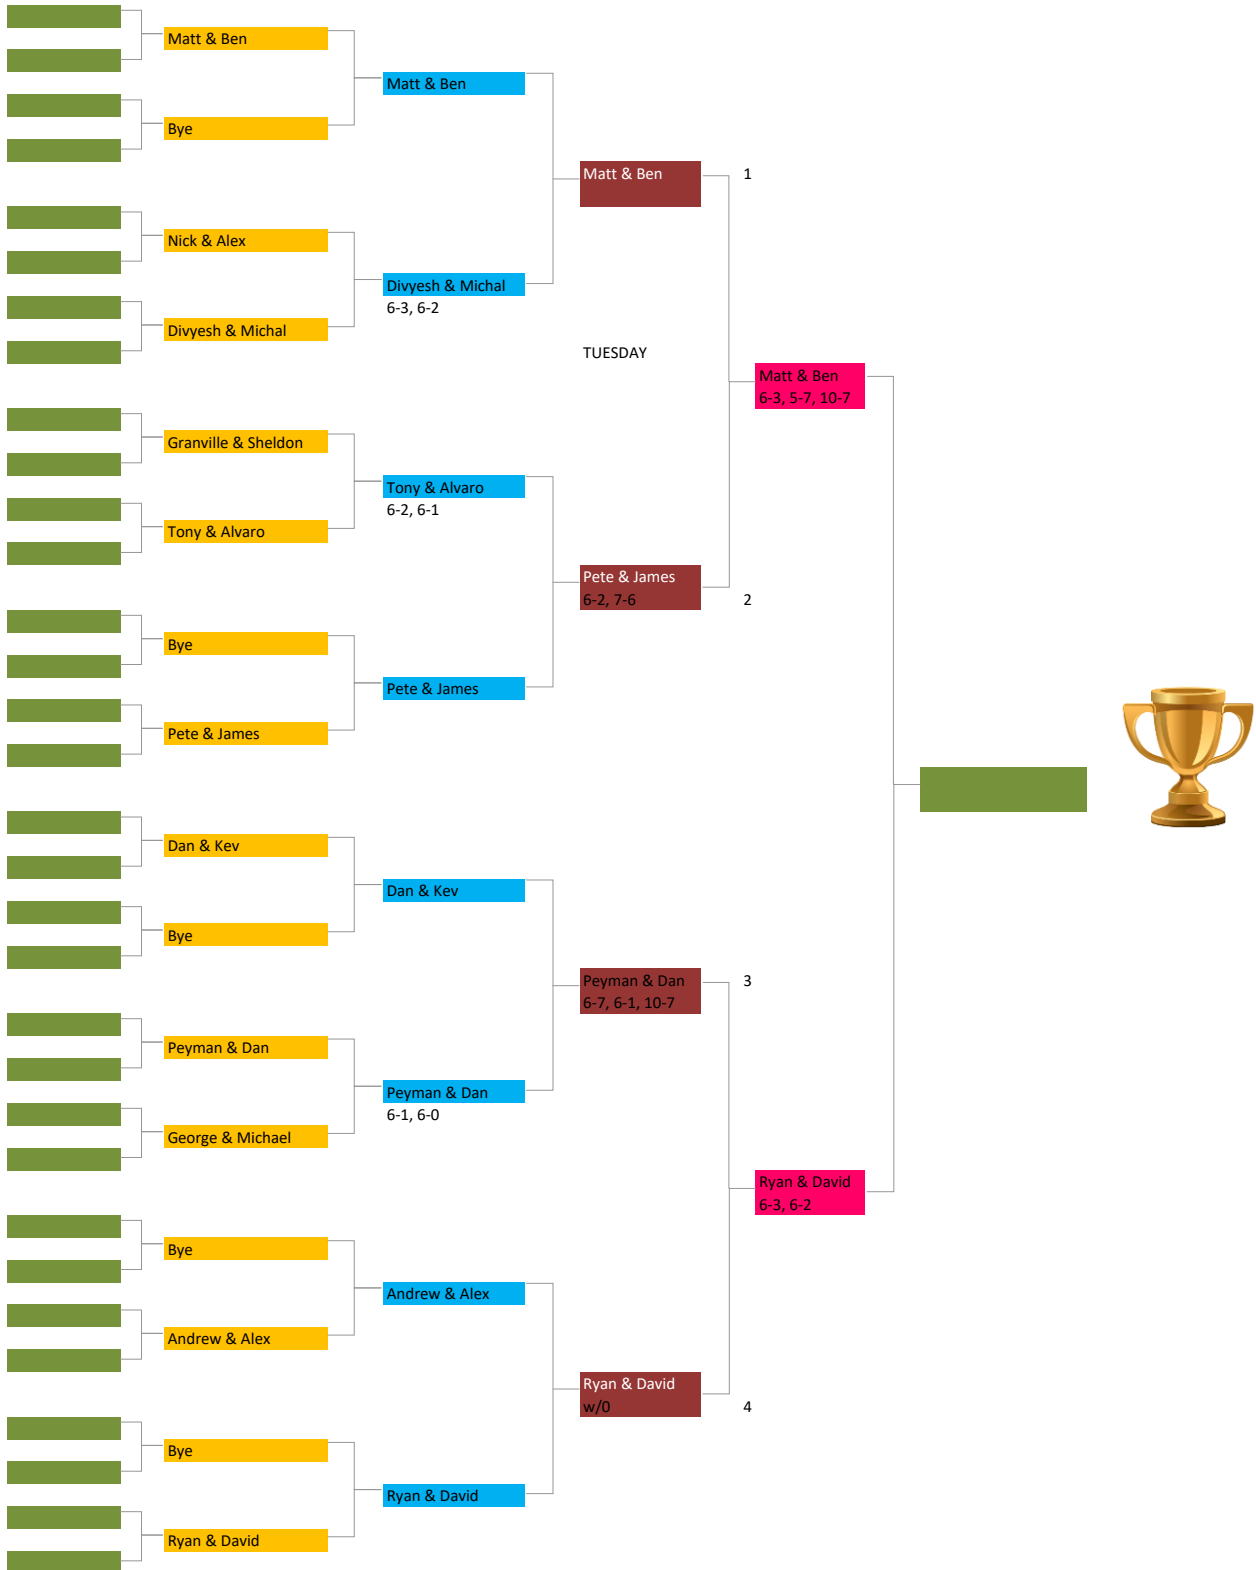 Matt & Ben
Matt & Ben
Bye
Matt & Ben
1
Nick & Alex
Divyesh & Michal
6-3, 6-2
Divyesh & Michal
TUESDAY
Matt & Ben
6-3, 5-7, 10-7
Granville & Sheldon
Tony & Alvaro
6-2, 6-1
Tony & Alvaro
Pete & James
6-2, 7-6
2
Bye
Pete & James
Pete & James
Dan & Kev
Dan & Kev
Bye
Peyman & Dan
6-7, 6-1, 10-7
3
Peyman & Dan
Peyman & Dan
6-1, 6-0
George & Michael
Ryan & David
6-3, 6-2
Bye
Andrew & Alex
Andrew & Alex
Ryan & David
w/0
4
Bye
Ryan & David
Ryan & David